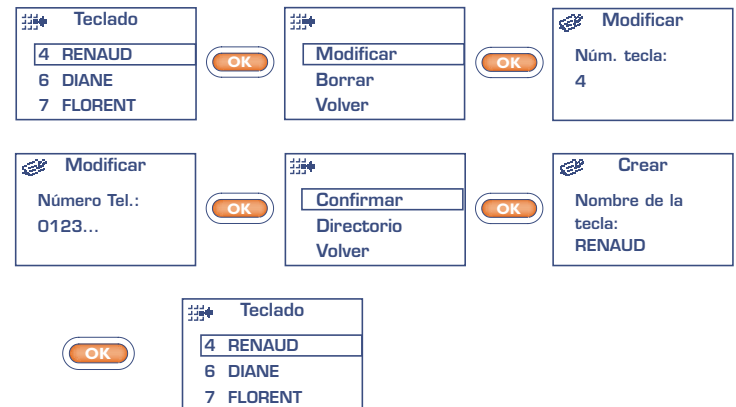 Teclado
4 RENAUD
6 DIANE
7 FLORENT
OK
Modificar
Borrar
Volver
OK
Modificar
Núm. tecla:
4
Modificar
Número Tel.:
0123...
OK
Confirmar
Directorio
Volver
OK
Crear
Nombre de la
tecla:
RENAUD
OK
Teclado
4 RENAUD
6 DIANE
7 FLORENT